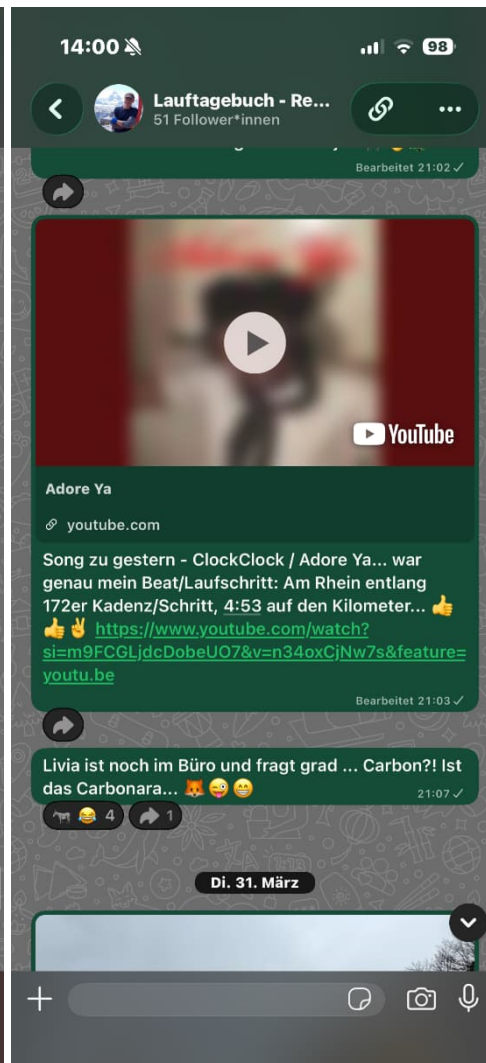 14:00
98
Lauftagebuch - Re...
51 Follower*innen
Bearbeitet 21:02
YouTube
Adore Ya
youtube.com
Song zu gestern - ClockClock / Adore Ya... war
genau mein Beat/Laufschritt: Am Rhein entlang
172er Kadenz/Schritt, 4:53 auf den Kilometer... 👍
👍✌️ https://www.youtube.com/watch?
si=m9FCGLjdcDobeUO7&v=n34oxCjNw7s&feature=
youtu.be
Bearbeitet 21:03
Livia ist noch im Büro und fragt grad ... Carbon?! Ist
das Carbonara... 🦊😜😁
21:07
4
1
Di. 31. März